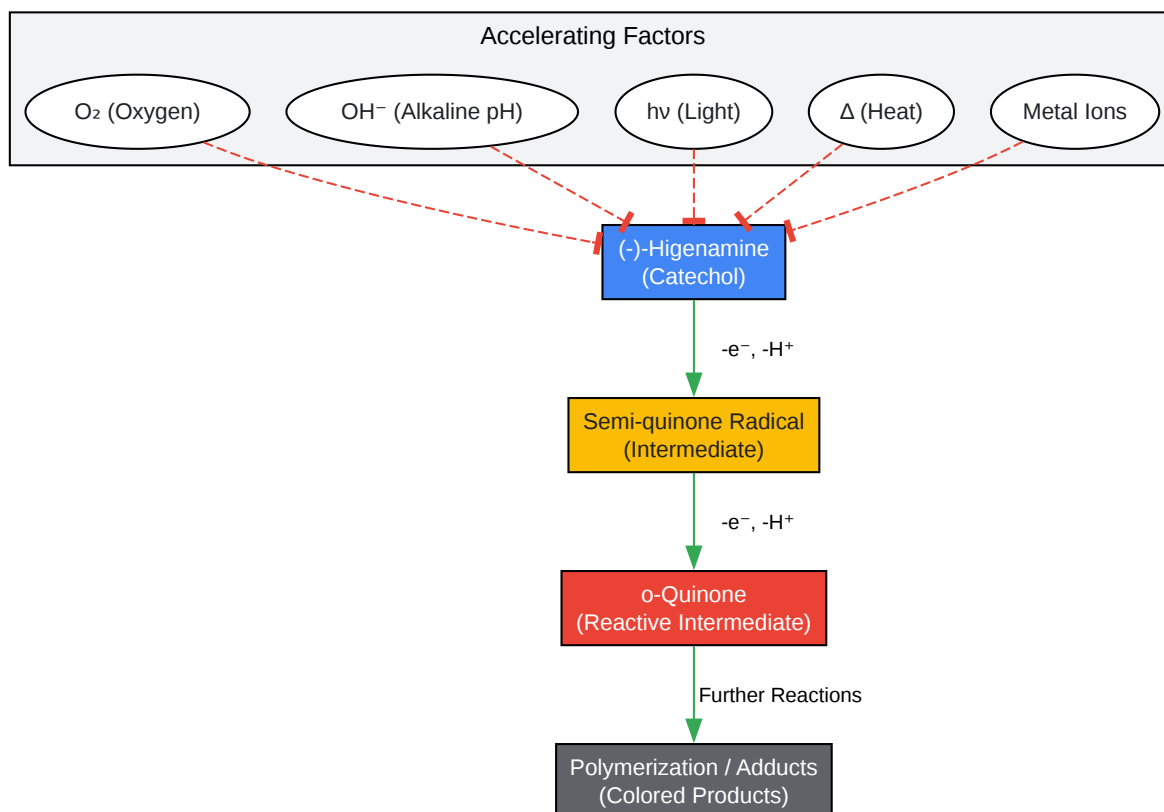 Accelerating Factors
O₂ (Oxygen)
OH⁻ (Alkaline pH)
hν (Light)
Δ (Heat)
Metal Ions
(-)-Higenamine
(Catechol)
-e⁻, -H⁺
Semi-quinone Radical
(Intermediate)
-e⁻, -H⁺
o-Quinone
(Reactive Intermediate)
Further Reactions
Polymerization / Adducts
(Colored Products)